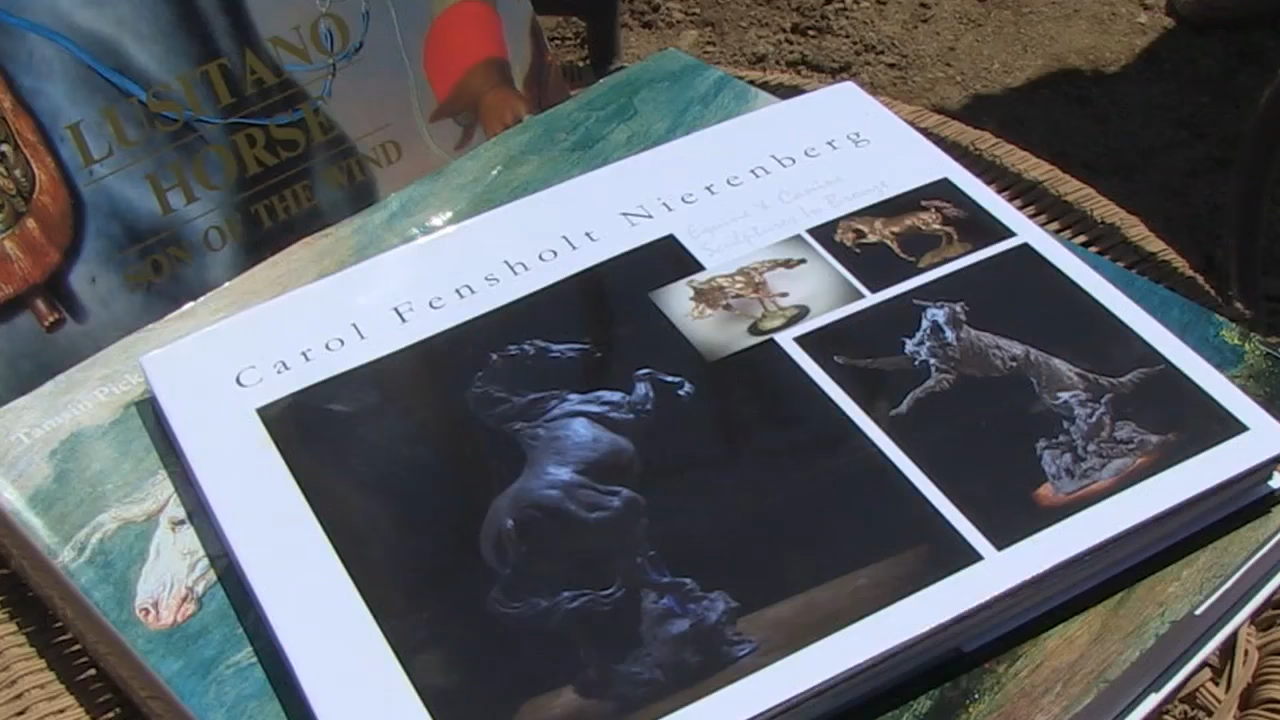 LUSITANO
HORSE
SON OF THE WIND
Carol Fensholt Nierenberg
Equine & Canine
Sculptures In Bronze
Tamsin Pick